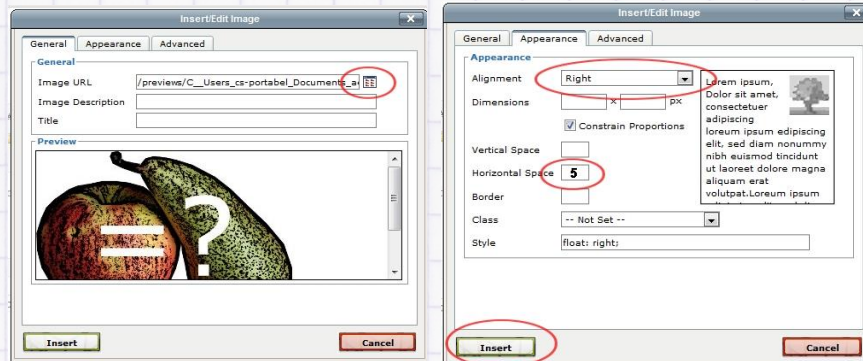 Insert/Edit Image
General Appearance Advanced
General
Image URL /previews/C__Users_cs-portabel_Documents_a
Image Description
Title
Preview
= ?
Insert Cancel
Insert/Edit Image
General Appearance Advanced
Appearance
Alignment Right
Dimensions x px
Constrain Proportions
Vertical Space
Horizontal Space 5
Border
Class -- Not Set --
Style float: right;
Lorem ipsum,
Dolor sit amet,
consectetuer
adipiscing
loreum ipsum edipiscing
elit, sed diam nonummy
nibh euismod tincidunt
ut laoreet dolore magna
aliquam erat
volutpat.Loreum ipsum
Insert Cancel